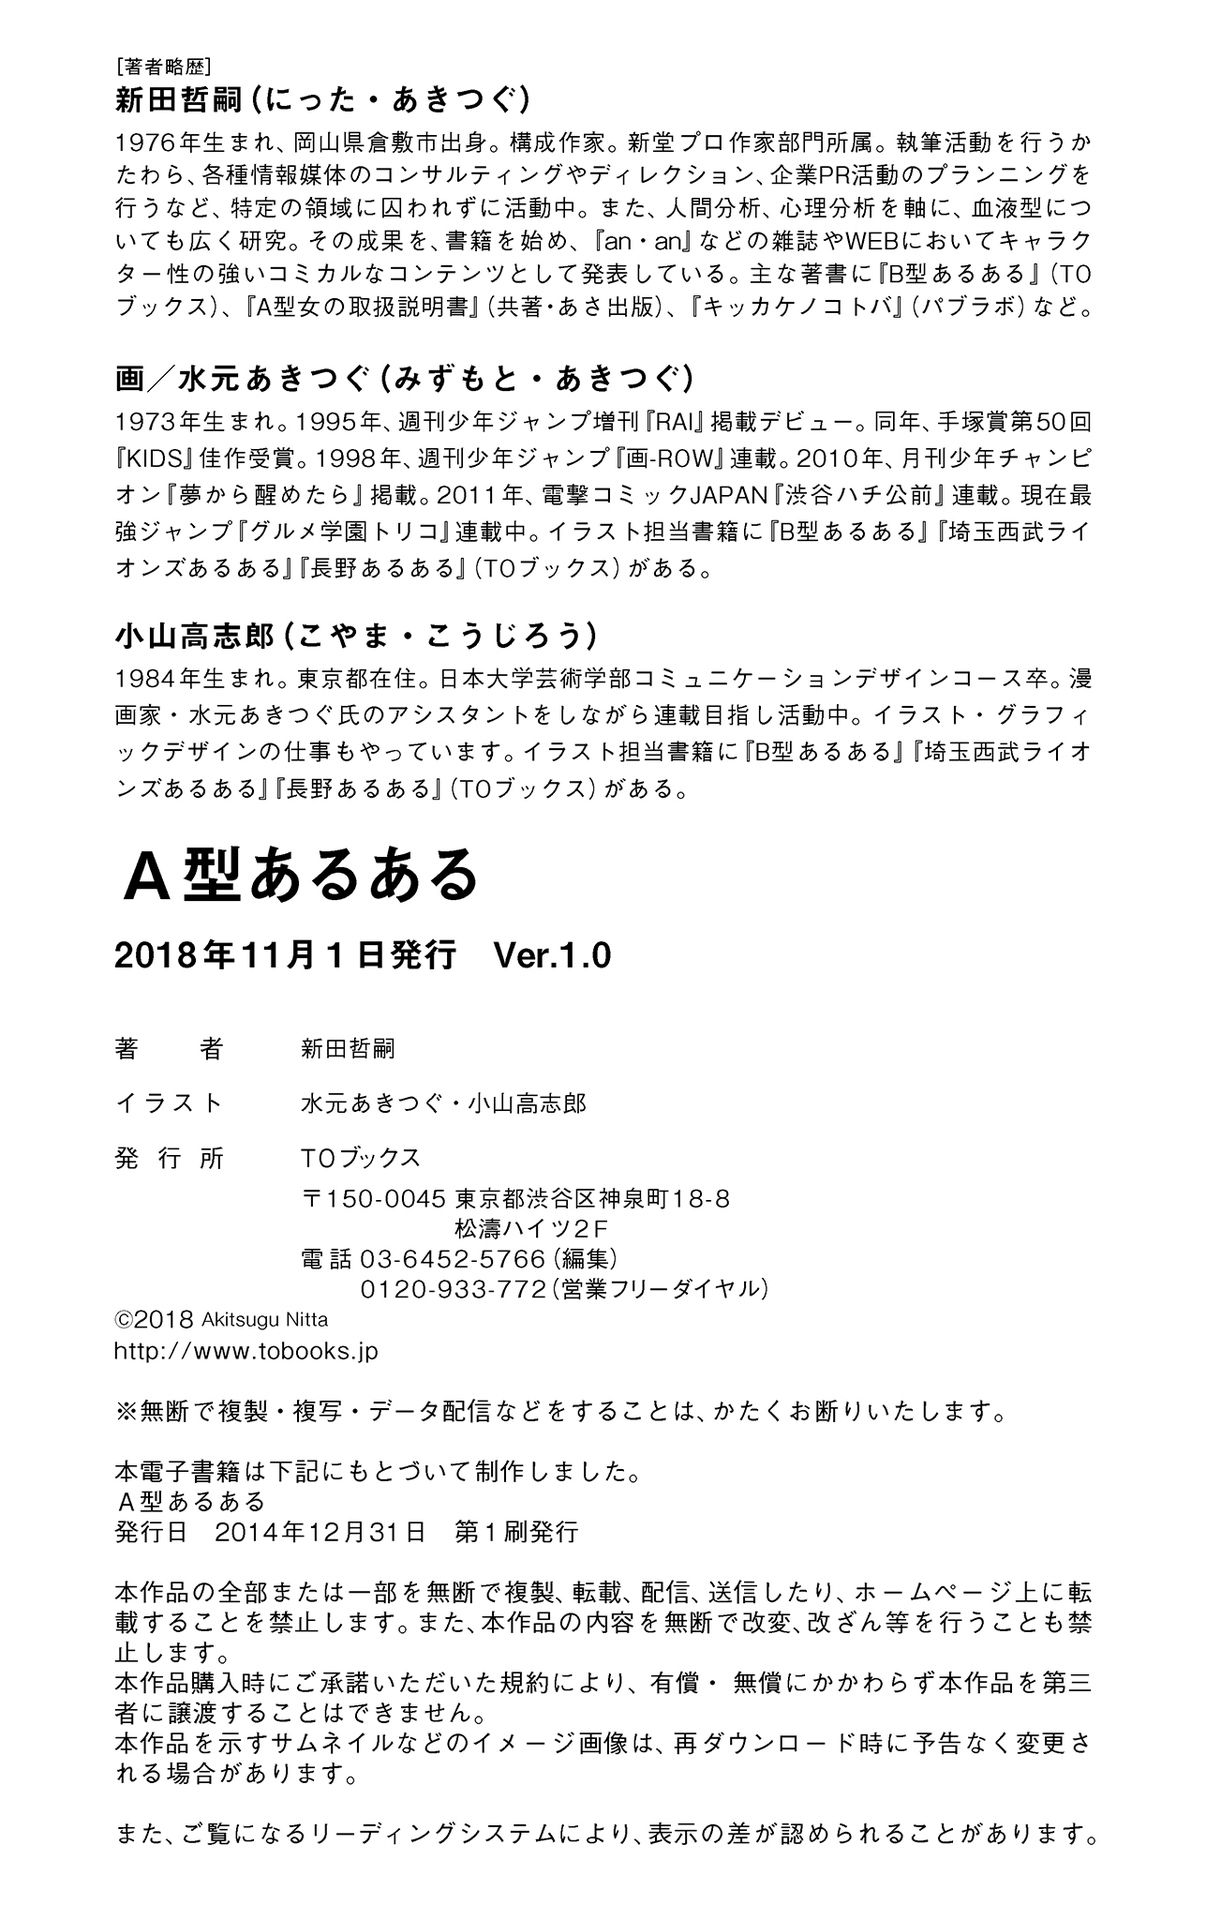 ［著者略歴］
新田哲嗣（にった・あきつぐ）
1976年生まれ、岡山県倉敷市出身。構成作家。新堂プロ作家部門所属。執筆活動を行うか
たわら、各種情報媒体のコンサルティングやディレクション、企業PR活動のプランニングを
行うなど、特定の領域に囚われずに活動中。また、人間分析、心理分析を軸に、血液型につ
いても広く研究。その成果を、書籍を始め、『an・an』などの雑誌やWEBにおいてキャラク
ター性の強いコミカルなコンテンツとして発表している。主な著書に『B型あるある』（TO
ブックス）、『A型女の取扱説明書』（共著・あさ出版）、『キッカケノコトバ』（パブラボ）など。
画／水元あきつぐ（みずもと・あきつぐ）
1973年生まれ。1995年、週刊少年ジャンプ増刊『RAI』掲載デビュー。同年、手塚賞第50回
『KIDS』佳作受賞。1998年、週刊少年ジャンプ『画-ROW』連載。2010年、月刊少年チャンピ
オン『夢から醒めたら』掲載。2011年、電撃コミックJAPAN『渋谷ハチ公前』連載。現在最
強ジャンプ『グルメ学園トリコ』連載中。イラスト担当書籍に『B型あるある』『埼玉西武ライ
オンズあるある』『長野あるある』（TOブックス）がある。
小山高志郎（こやま・こうじろう）
1984年生まれ。東京都在住。日本大学芸術学部コミュニケーションデザインコース卒。漫
画家・水元あきつぐ氏のアシスタントをしながら連載目指し活動中。イラスト・グラフィ
ックデザインの仕事もやっています。イラスト担当書籍に『B型あるある』『埼玉西武ライオ
ンズあるある』『長野あるある』（TOブックス）がある。
A型あるある
2018年11月1日発行　Ver.1.0
著者　新田哲嗣
イラスト　水元あきつぐ・小山高志郎
発行所　TOブックス
〒150-0045 東京都渋谷区神泉町18-8
松濤ハイツ2F
電話 03-6452-5766（編集）
0120-933-772（営業フリーダイヤル）
©2018 Akitsugu Nitta
http://www.tobooks.jp
※無断で複製・複写・データ配信などをすることは、かたくお断りいたします。
本電子書籍は下記にもとづいて制作しました。
A型あるある
発行日　2014年12月31日　第1刷発行
本作品の全部または一部を無断で複製、転載、配信、送信したり、ホームページ上に転
載することを禁止します。また、本作品の内容を無断で改変、改ざん等を行うことも禁
止します。
本作品購入時にご承諾いただいた規約により、有償・ 無償にかかわらず本作品を第三
者に譲渡することはできません。
本作品を示すサムネイルなどのイメージ画像は、再ダウンロード時に予告なく変更さ
れる場合があります。
また、ご覧になるリーディングシステムにより、表示の差が認められることがあります。